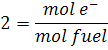 2 = mol e⁻ / mol fuel